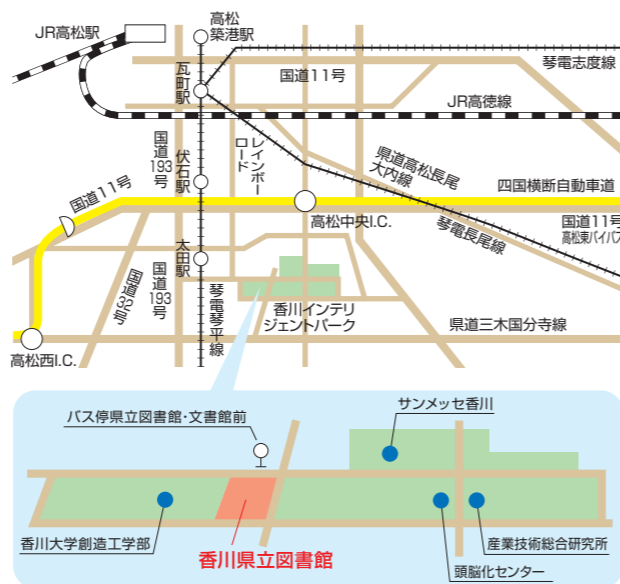 JR高松駅
高松
築港駅
国道11号
琴電志度線
瓦町駅
JR高徳線
国道193号
レインボー
ロード
県道高松長尾
大内線
伏石駅
国道11号
四国横断自動車道
高松中央I.C.
琴電長尾線
国道11号
高松東バイパス
太田駅
国道32号
国道193号
琴電琴平線
香川インテリ
ジェントパーク
県道三木国分寺線
高松西I.C.
サンメッセ香川
バス停県立図書館・文書館前
香川大学創造工学部
香川県立図書館
産業技術総合研究所
頭脳化センター